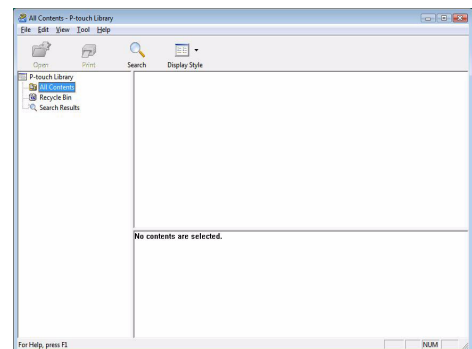 All Contents - P-touch Library
File Edit View Tool Help
Open Print Search Display Style
P-touch Library
All Contents
Recycle Bin
Search Results
No contents are selected.
For Help, press F1
NUM